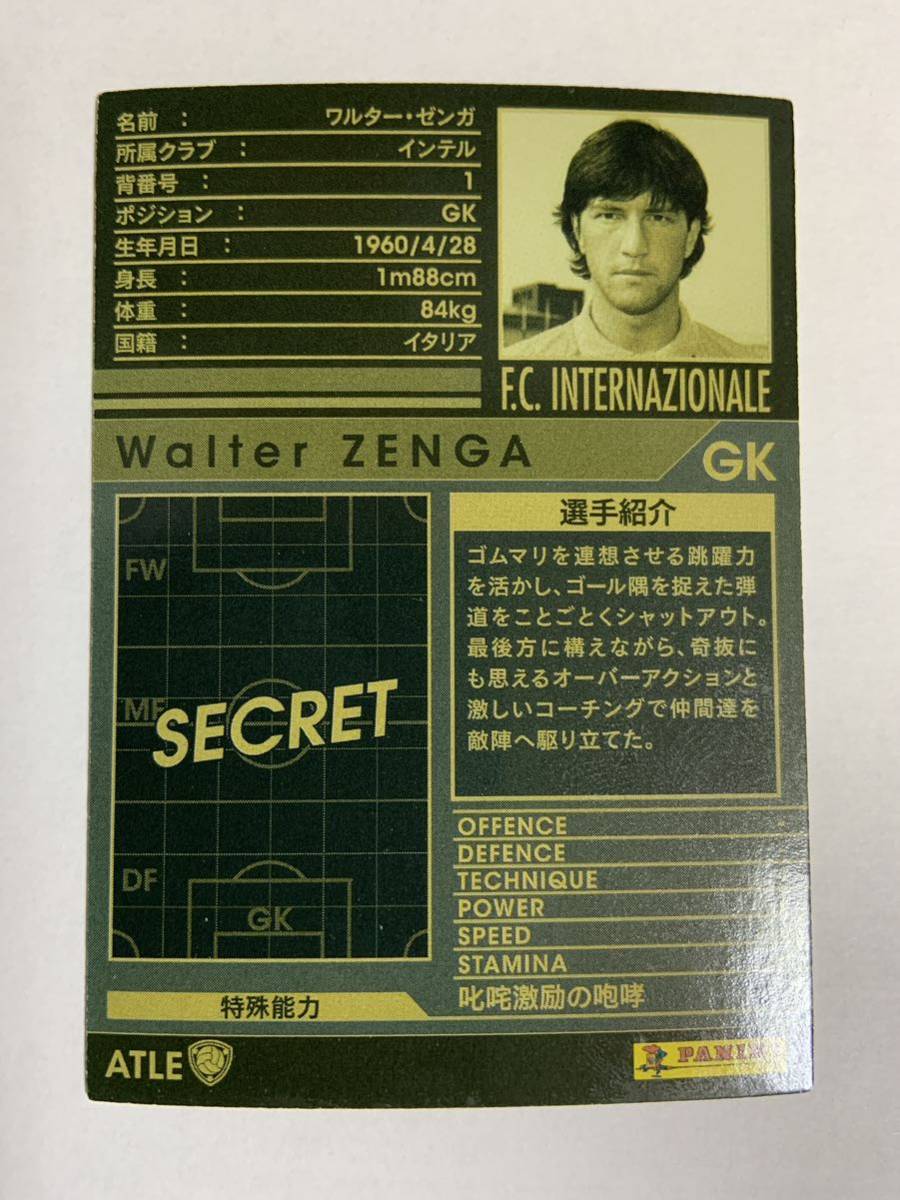 名前 : ワルター・ゼンガ
所属クラブ : インテル
背番号 : 1
ポジション : GK
生年月日 : 1960/4/28
身長 : 1m88cm
体重 : 84kg
国籍 : イタリア
F.C. INTERNAZIONALE
Walter ZENGA
GK
FW
MF
SECRET
DF
GK
選手紹介
ゴムマリを連想させる跳躍力
を活かし、ゴール隅を捉えた弾
道をことごとくシャットアウト。
最後方に構えながら、奇抜に
も思えるオーバーアクションと
激しいコーチングで仲間達を
敵陣へ駆り立てた。
OFFENCE
DEFENCE
TECHNIQUE
POWER
SPEED
STAMINA
特殊能力
叱咤激励の咆哮
ATLE
PANINI